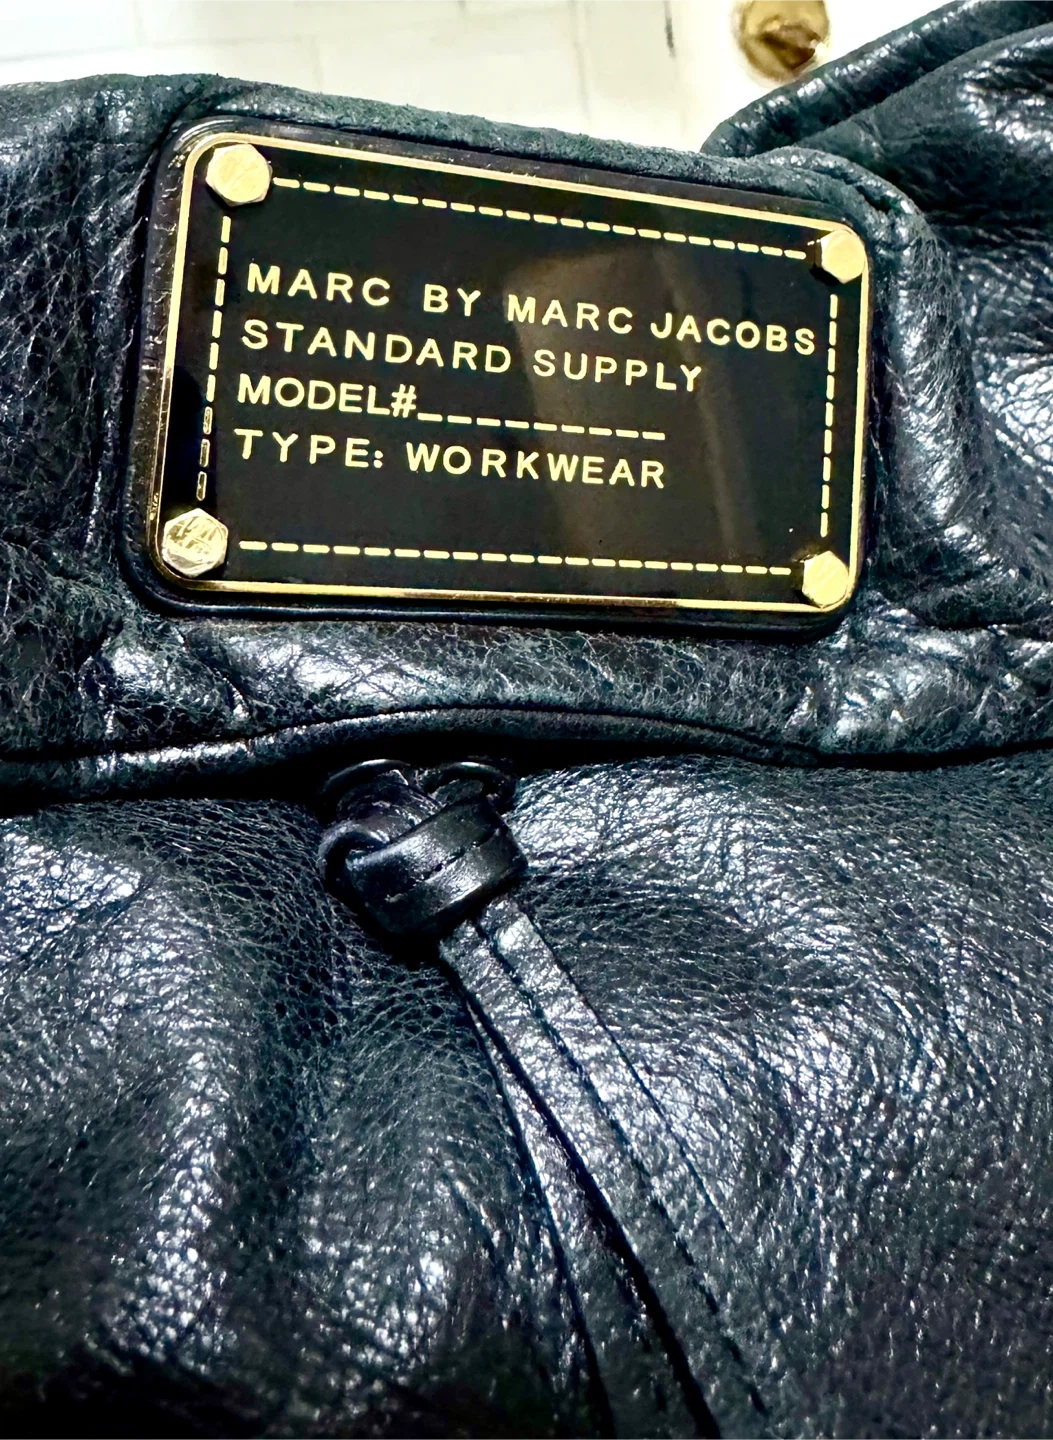 MARC BY MARC JACOBS
STANDARD SUPPLY
MODEL#_________
TYPE: WORKWEAR